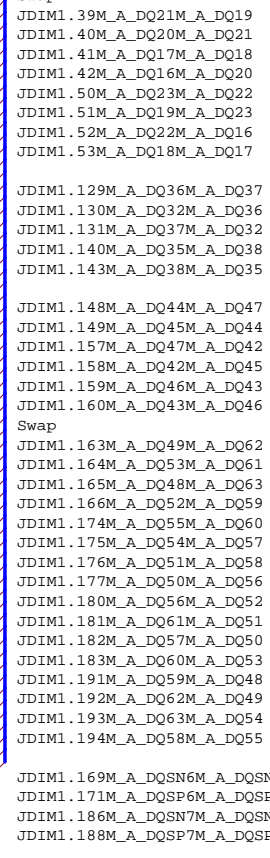 JDIM1.39M_A_DQ21M_A_DQ19
JDIM1.40M_A_DQ20M_A_DQ21
JDIM1.41M_A_DQ17M_A_DQ18
JDIM1.42M_A_DQ16M_A_DQ20
JDIM1.50M_A_DQ23M_A_DQ22
JDIM1.51M_A_DQ19M_A_DQ23
JDIM1.52M_A_DQ22M_A_DQ16
JDIM1.53M_A_DQ18M_A_DQ17
JDIM1.129M_A_DQ36M_A_DQ37
JDIM1.130M_A_DQ32M_A_DQ36
JDIM1.131M_A_DQ37M_A_DQ32
JDIM1.140M_A_DQ35M_A_DQ38
JDIM1.143M_A_DQ38M_A_DQ35
JDIM1.148M_A_DQ44M_A_DQ47
JDIM1.149M_A_DQ45M_A_DQ44
JDIM1.157M_A_DQ47M_A_DQ42
JDIM1.158M_A_DQ42M_A_DQ45
JDIM1.159M_A_DQ46M_A_DQ43
JDIM1.160M_A_DQ43M_A_DQ46
Swap
JDIM1.163M_A_DQ49M_A_DQ62
JDIM1.164M_A_DQ53M_A_DQ61
JDIM1.165M_A_DQ48M_A_DQ63
JDIM1.166M_A_DQ52M_A_DQ59
JDIM1.174M_A_DQ55M_A_DQ60
JDIM1.175M_A_DQ54M_A_DQ57
JDIM1.176M_A_DQ51M_A_DQ58
JDIM1.177M_A_DQ50M_A_DQ56
JDIM1.180M_A_DQ56M_A_DQ52
JDIM1.181M_A_DQ61M_A_DQ51
JDIM1.182M_A_DQ57M_A_DQ50
JDIM1.183M_A_DQ60M_A_DQ53
JDIM1.191M_A_DQ59M_A_DQ48
JDIM1.192M_A_DQ62M_A_DQ49
JDIM1.193M_A_DQ63M_A_DQ54
JDIM1.194M_A_DQ58M_A_DQ55
JDIM1.169M_A_DQSN6M_A_DQSN
JDIM1.171M_A_DQSP6M_A_DQSP
JDIM1.186M_A_DQSN7M_A_DQSN
JDIM1.188M_A_DQSP7M_A_DQSP